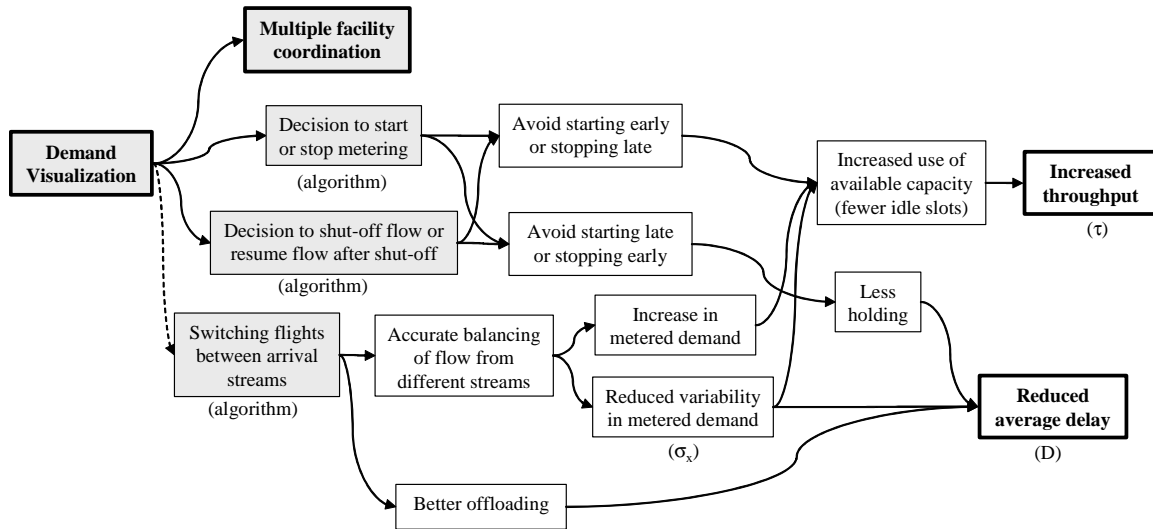 Multiple facility
coordination
Demand
Visualization
Decision to start
or stop metering
(algorithm)
Avoid starting early
or stopping late
Increased use of
available capacity
(fewer idle slots)
Increased
throughput
(τ)
Decision to shut-off flow or
resume flow after shut-off
(algorithm)
Avoid starting late
or stopping early
Less
holding
Switching flights
between arrival
streams
(algorithm)
Accurate balancing
of flow from
different streams
Increase in
metered demand
Reduced variability
in metered demand
(σx)
Reduced
average delay
(D)
Better offloading